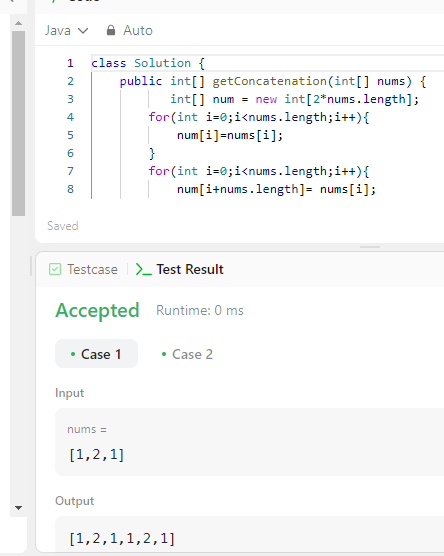 Java Auto
1 class Solution {
2 public int[] getConcatenation(int[] nums) {
3 int[] num = new int[2*nums.length];
4 for(int i=0;i<nums.length;i++){
5 num[i]=nums[i];
6 }
7 for(int i=0;i<nums.length;i++){
8 num[i+nums.length]= nums[i];
Saved
Testcase Test Result
Accepted Runtime: 0 ms
• Case 1 • Case 2
Input
nums =
[1,2,1]
Output
[1,2,1,1,2,1]